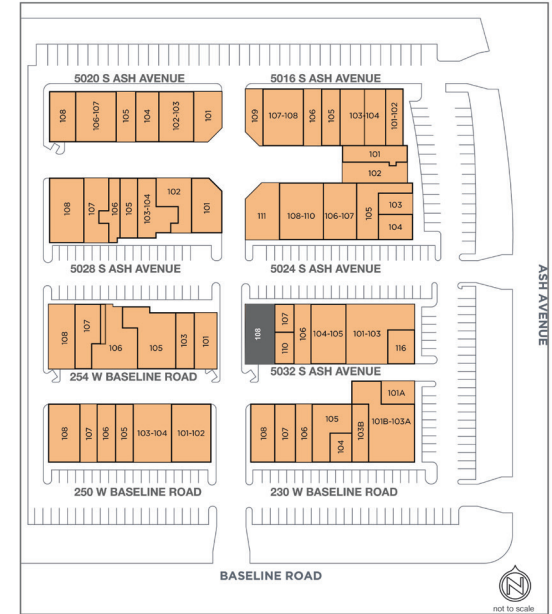 5020 S ASH AVENUE
5016 S ASH AVENUE
108 106-107 105 104 102-103 101
109 107-108 106 105 103-104 101-102
101
102
108 107 106 105 103-104 102 101
111 108-110 106-107 105 103
104
5028 S ASH AVENUE
5024 S ASH AVENUE
ASH AVENUE
108 107 106 105 103 101
108 107 110 106 104-105 101-103 116
254 W BASELINE ROAD
5032 S ASH AVENUE
108 107 106 105 103-104 101-102
108 107 106 105 104 103B 101A 101B-103A
250 W BASELINE ROAD
230 W BASELINE ROAD
BASELINE ROAD
N
not to scale